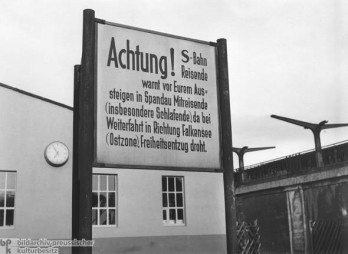 Achtung! S-Bahn
Reisende
warnt vor Eurem Aus-
steigen in Spandau Mitreisende
(insbesondere Schlafende), da bei
Weiterfahrt in Richtung Falkensee
(Ostzone), Freiheitsentzug droht.
bpk
bildarchiv preussischer
kulturbesitz